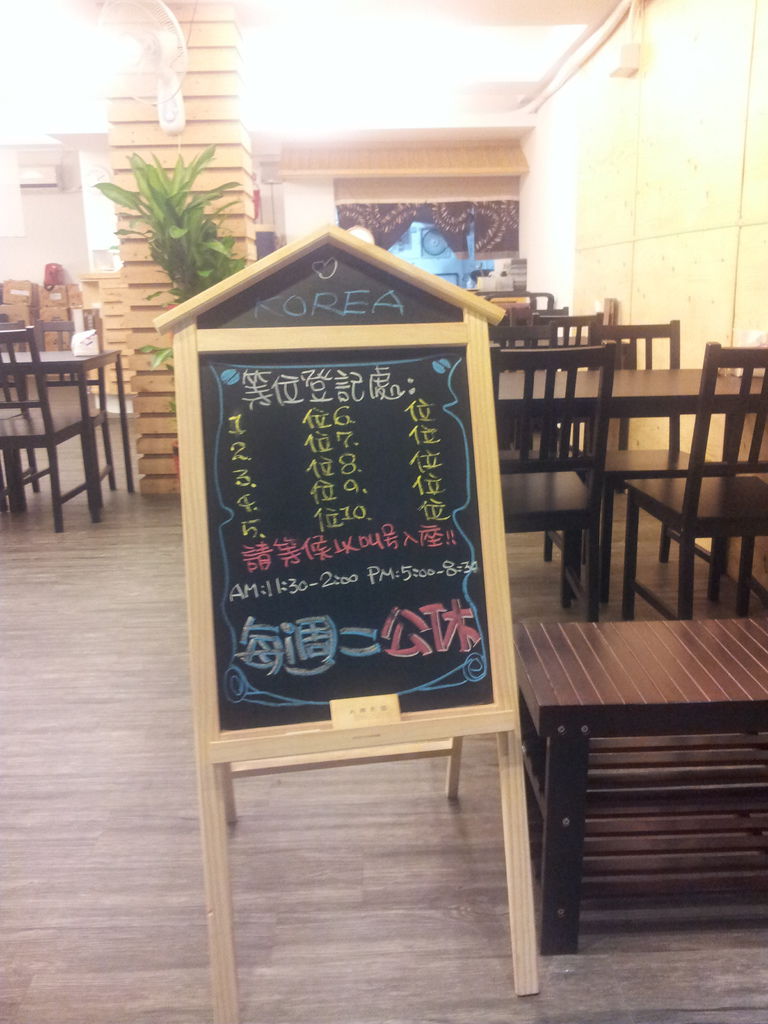 KOREA
等位登記處:
1 位 6. 位
2 位 7. 位
3. 位 8. 位
4. 位 9. 位
5. 位 10. 位
請等候叫号入座!!
AM:11:30-2:00 PM:5:00-8:30
每週二公休